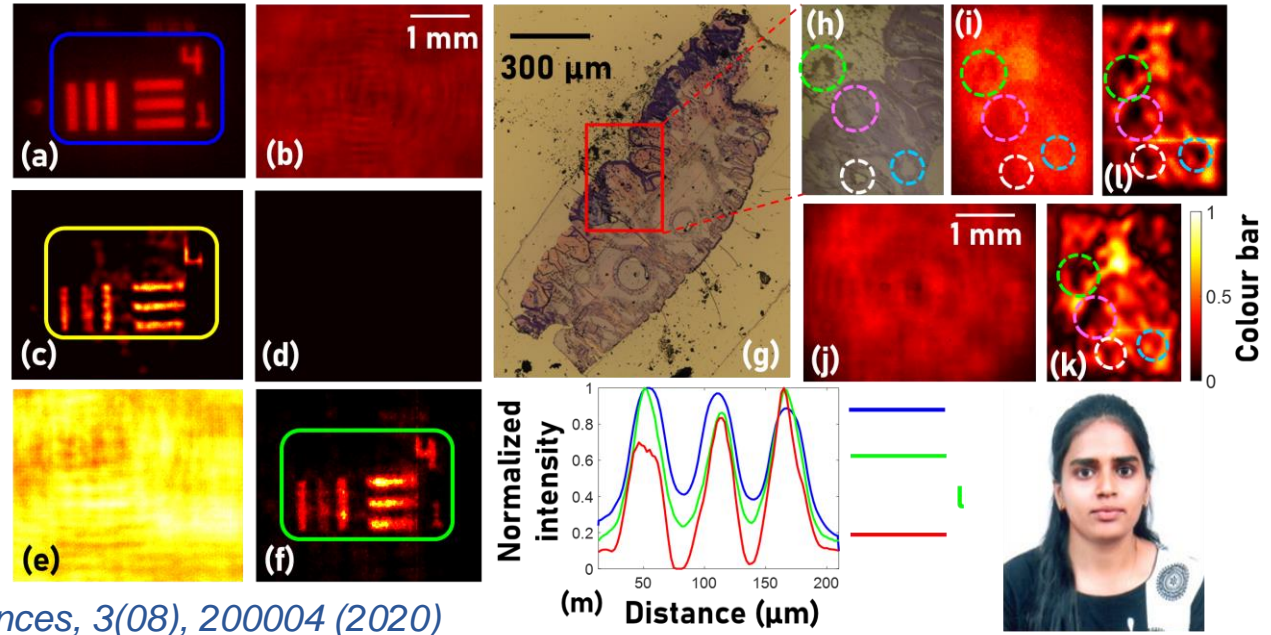 4
1
(a)
1 mm
(b)
300 µm
(g)
(h)
(i)
(l)
(c)
(d)
1 mm
(j)
(k)
1
0.5
0
Colour bar
(e)
4
1
(f)
Normalized
intensity
1
0.8
0.6
0.4
0.2
0
50 100 150 200
(m) Distance (µm)
nces, 3(08), 200004 (2020)